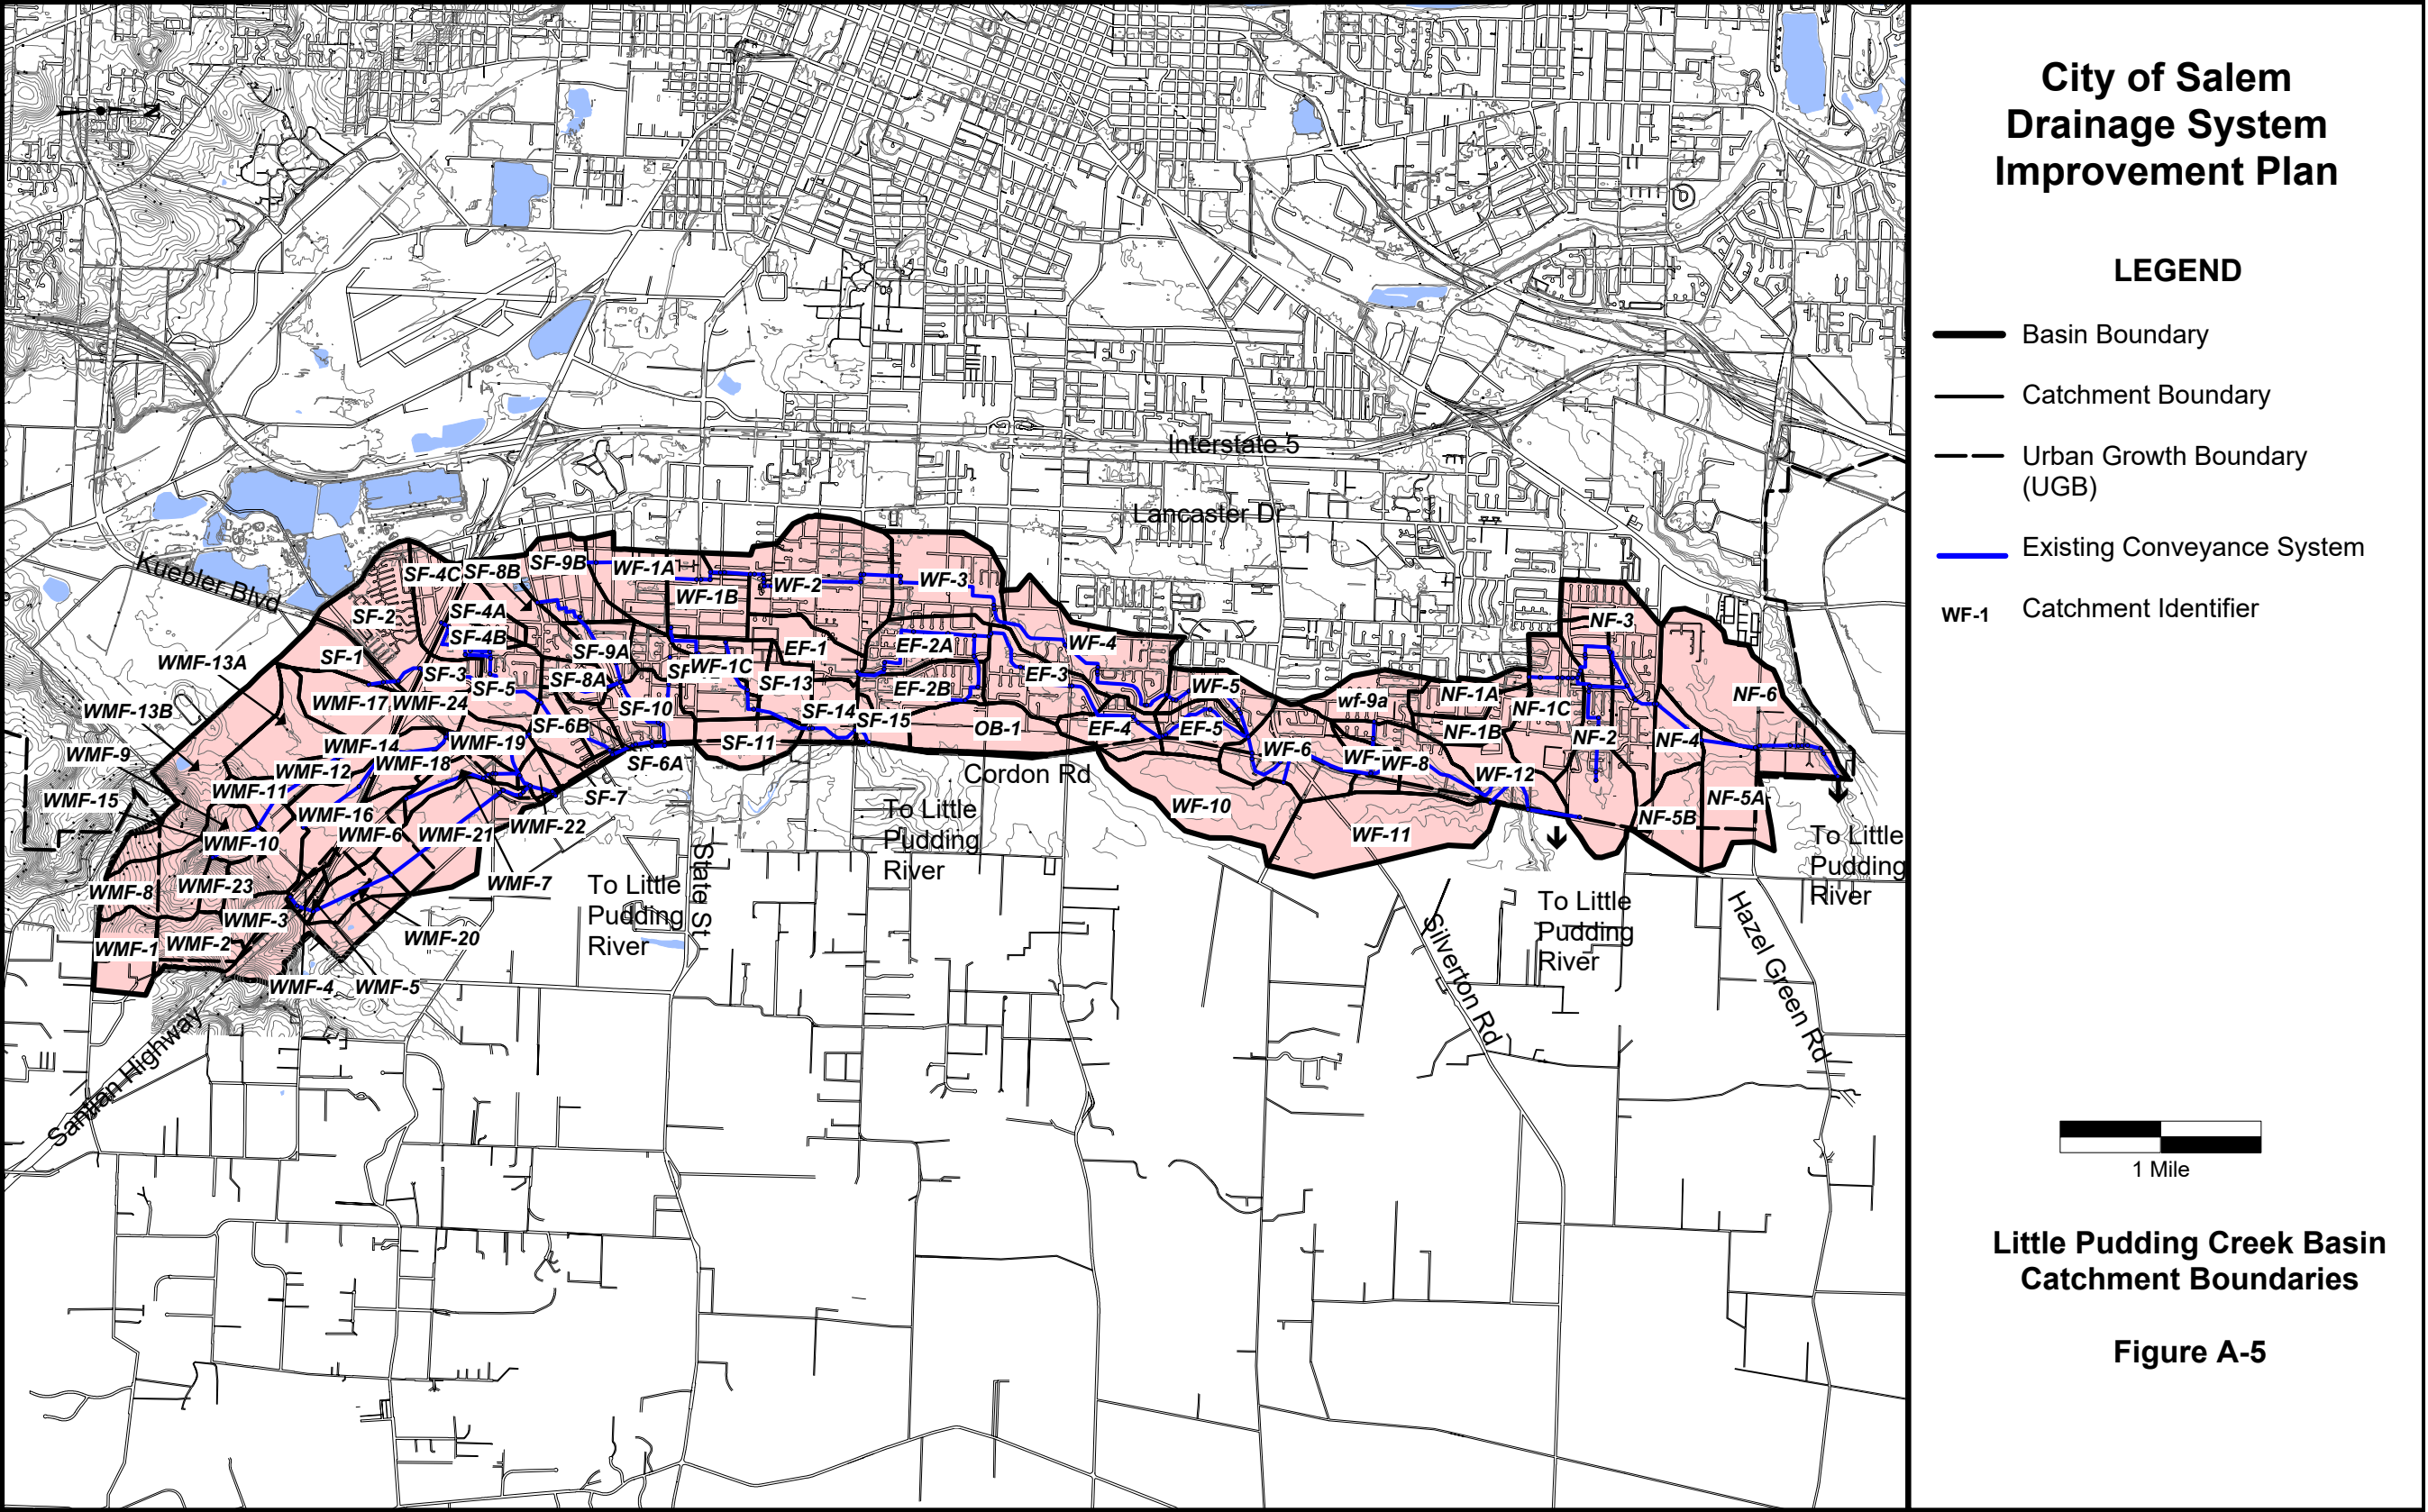 City of Salem
Drainage System
Improvement Plan
LEGEND
Basin Boundary
Catchment Boundary
Urban Growth Boundary
(UGB)
Existing Conveyance System
WF-1 Catchment Identifier
1 Mile
Little Pudding Creek Basin
Catchment Boundaries
Figure A-5
N
Interstate 5
Lancaster Dr
Kuebler Blvd
Cordon Rd
State St
Silverton Rd
Hazel Green Rd
Santian Highway
To Little
Pudding
River
To Little
Pudding
River
To Little
Pudding
River
To Little
Pudding
River
SF-4C
SF-8B
SF-9B
WF-1A
WF-1B
WF-2
WF-3
SF-2
SF-4A
SF-4B
SF-9A
SF-1
SF-3
SF-5
SF-8A
WF-1C
EF-1
SF-13
EF-2A
EF-2B
EF-3
WF-4
WF-5
wf-9a
NF-1A
NF-1B
NF-1C
NF-3
NF-6
WMF-13A
WMF-13B
WMF-17
WMF-24
SF-10
SF-6B
SF-14
SF-15
OB-1
EF-4
EF-5
WF-6
WF-8
WF-12
NF-2
NF-4
WMF-9
WMF-14
WMF-19
WMF-18
WMF-12
WMF-11
SF-11
SF-6A
SF-7
WMF-15
WMF-16
WMF-6
WMF-21
WMF-22
WMF-10
WF-10
WF-11
NF-5A
NF-5B
WMF-8
WMF-23
WMF-7
WMF-3
WMF-1
WMF-2
WMF-20
WMF-4
WMF-5